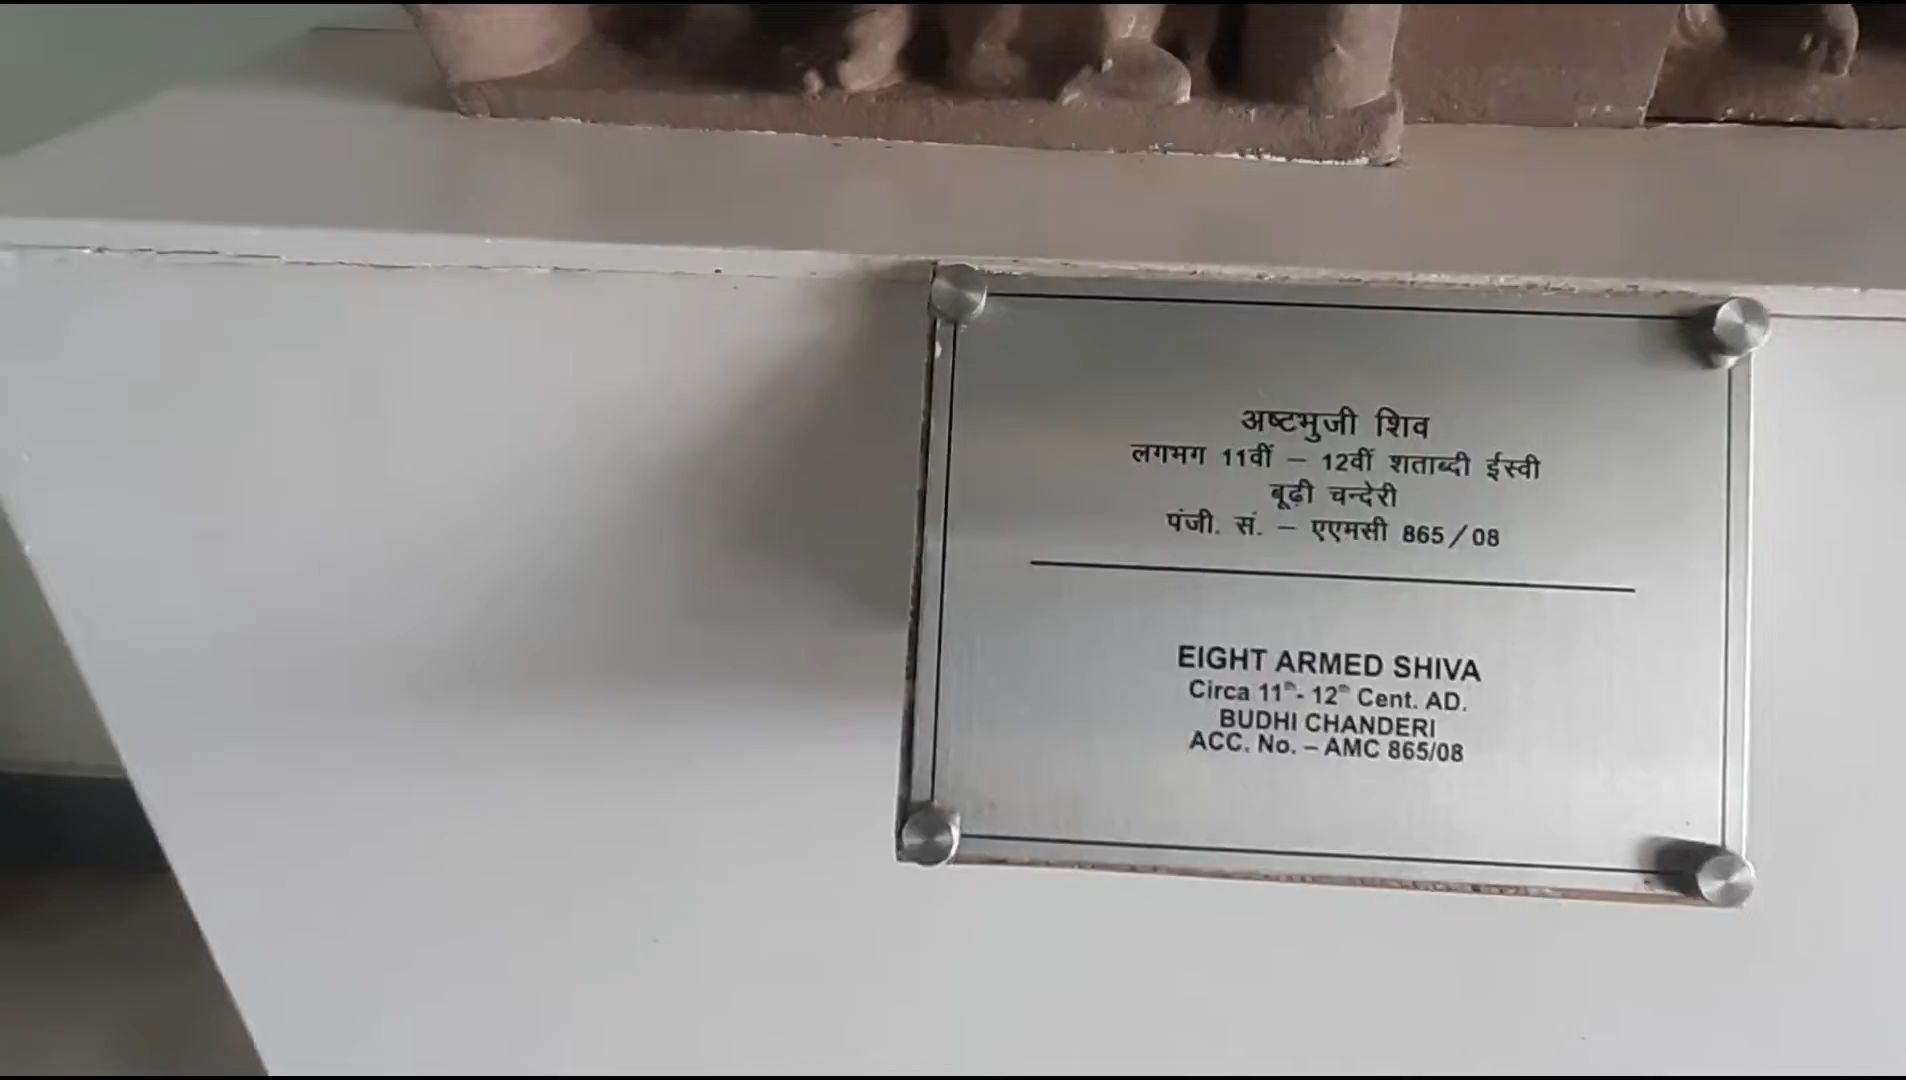 अष्टभुजी शिव
लगभग 11वीं – 12वीं शताब्दी ईस्वी
बूढ़ी चन्देरी
पंजी. सं. – एएमसी 865/08
EIGHT ARMED SHIVA
Circa 11th- 12th Cent. AD.
BUDHI CHANDERI
ACC. No. – AMC 865/08